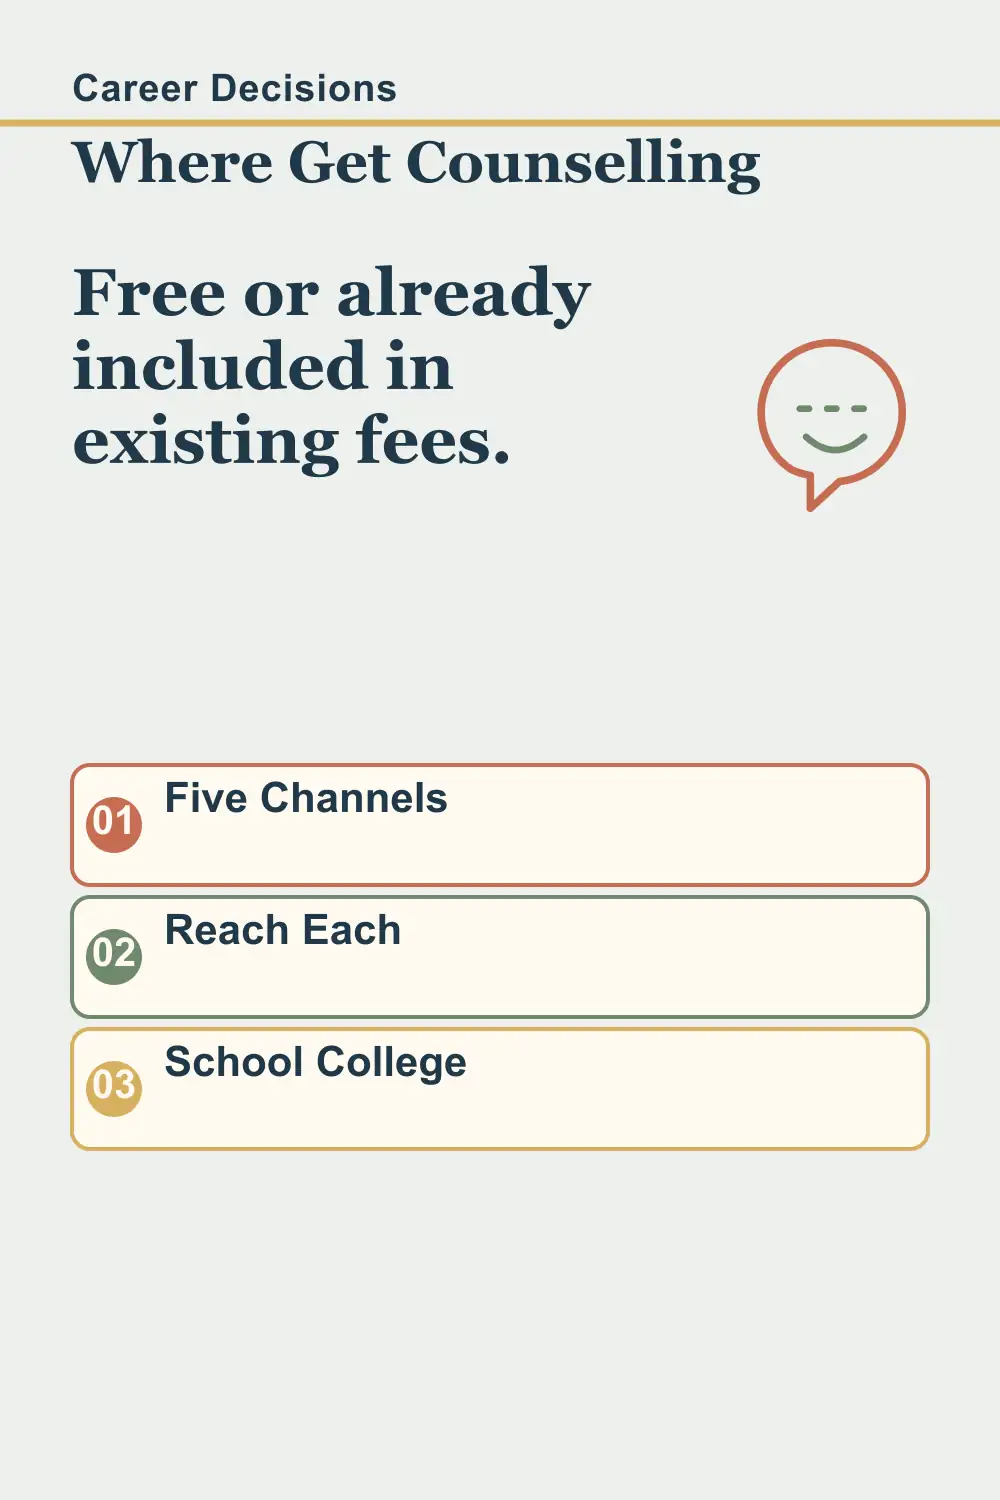 Career Decisions
Where Get Counselling
Free or already
included in
existing fees.
01
Five Channels
02
Reach Each
03
School College